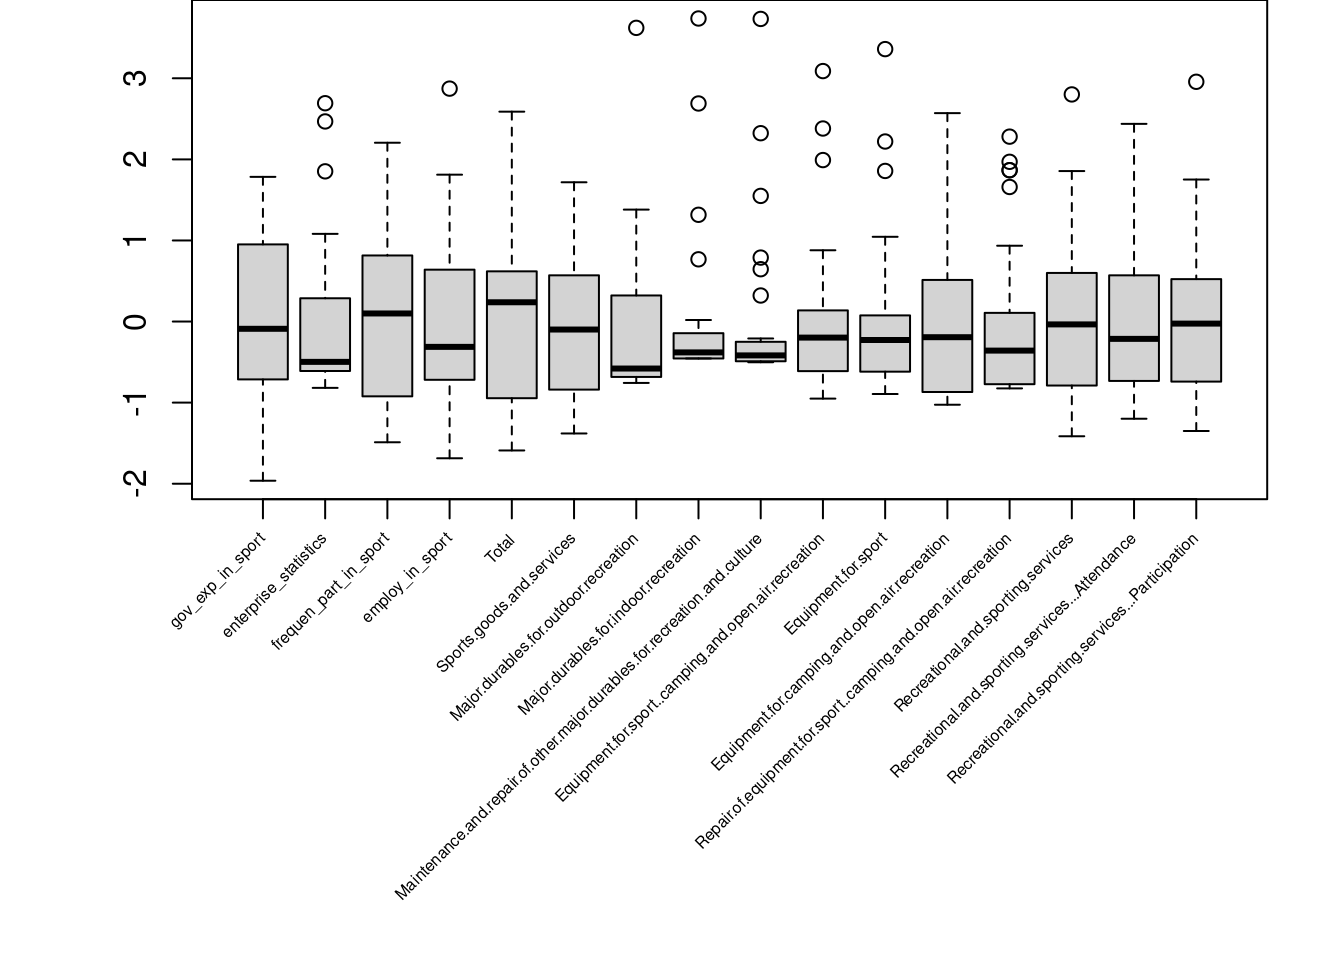 3
2
1
0
-1
-2
gov_exp_in_sport
enterprise_statistics
frequen_part_in_sport
employ_in_sport
Total
Sports.goods.and.services
Major.durables.for.outdoor.recreation
Major.durables.for.indoor.recreation
Maintenance.and.repair.of.other.major.durables.for.recreation.and.culture
Equipment.for.sport..camping.and.open.air.recreation
Equipment.for.sport
Equipment.for.camping.and.open.air.recreation
Repair.of.equipment.for.sport..camping.and.open.air.recreation
Recreational.and.sporting.services
Recreational.and.sporting.services...Attendance
Recreational.and.sporting.services...Participation